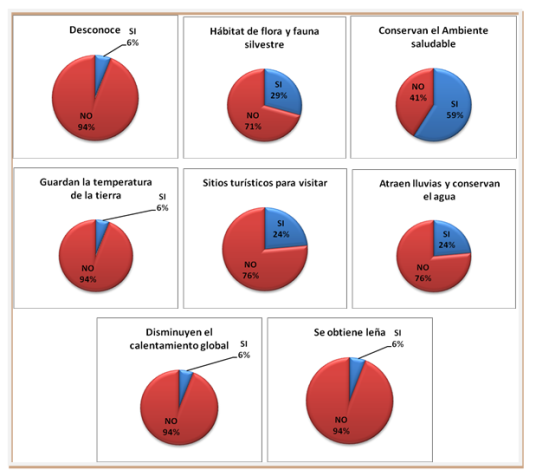 Desconoce
SI
6%
NO
94%
Hábitat de flora y fauna
silvestre
SI
29%
NO
71%
Conservan el Ambiente
saludable
NO
41%
SI
59%
Guardan la temperatura
de la tierra
SI
6%
NO
94%
Sitios turísticos para visitar
SI
24%
NO
76%
Atraen lluvias y conservan
el agua
SI
24%
NO
76%
Disminuyen el
calentamiento global
SI
6%
NO
94%
Se obtiene leña
SI
6%
NO
94%